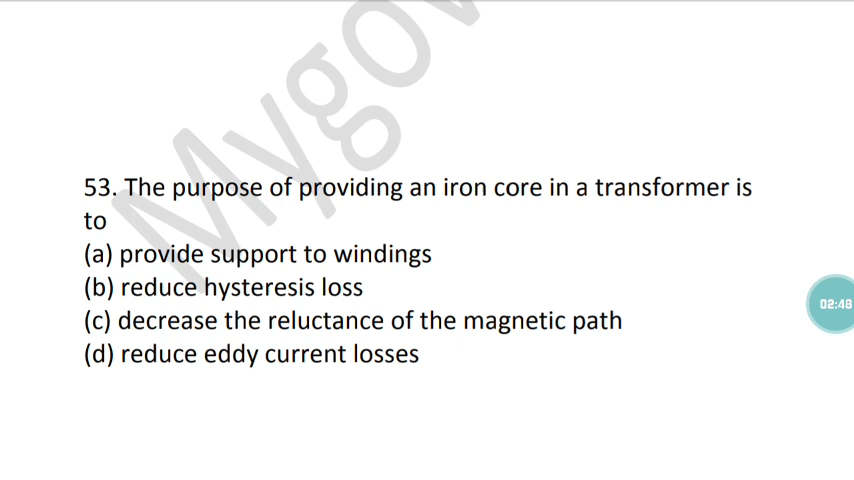 Mygov
53. The purpose of providing an iron core in a transformer is
to
(a) provide support to windings
(b) reduce hysteresis loss
(c) decrease the reluctance of the magnetic path
(d) reduce eddy current losses
02:48